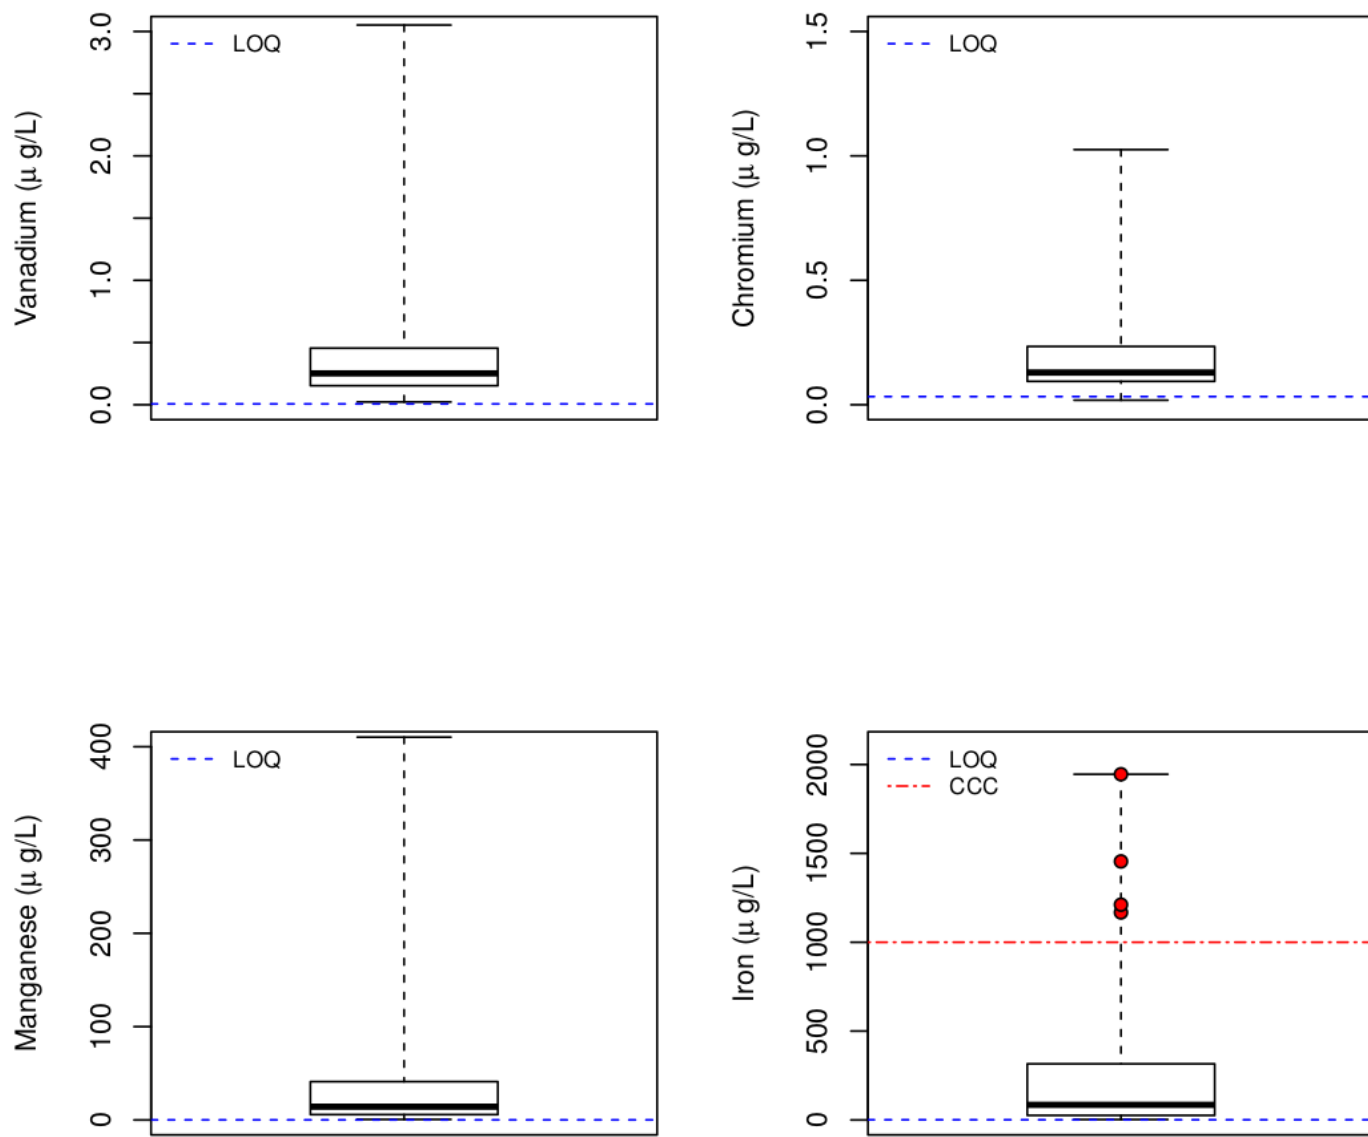 Vanadium (μ g/L)
3.0
2.0
1.0
0.0
LOQ
Chromium (μ g/L)
1.5
1.0
0.5
0.0
LOQ
Manganese (μ g/L)
400
300
200
100
0
LOQ
Iron (μ g/L)
2000
1500
1000
500
0
LOQ
CCC